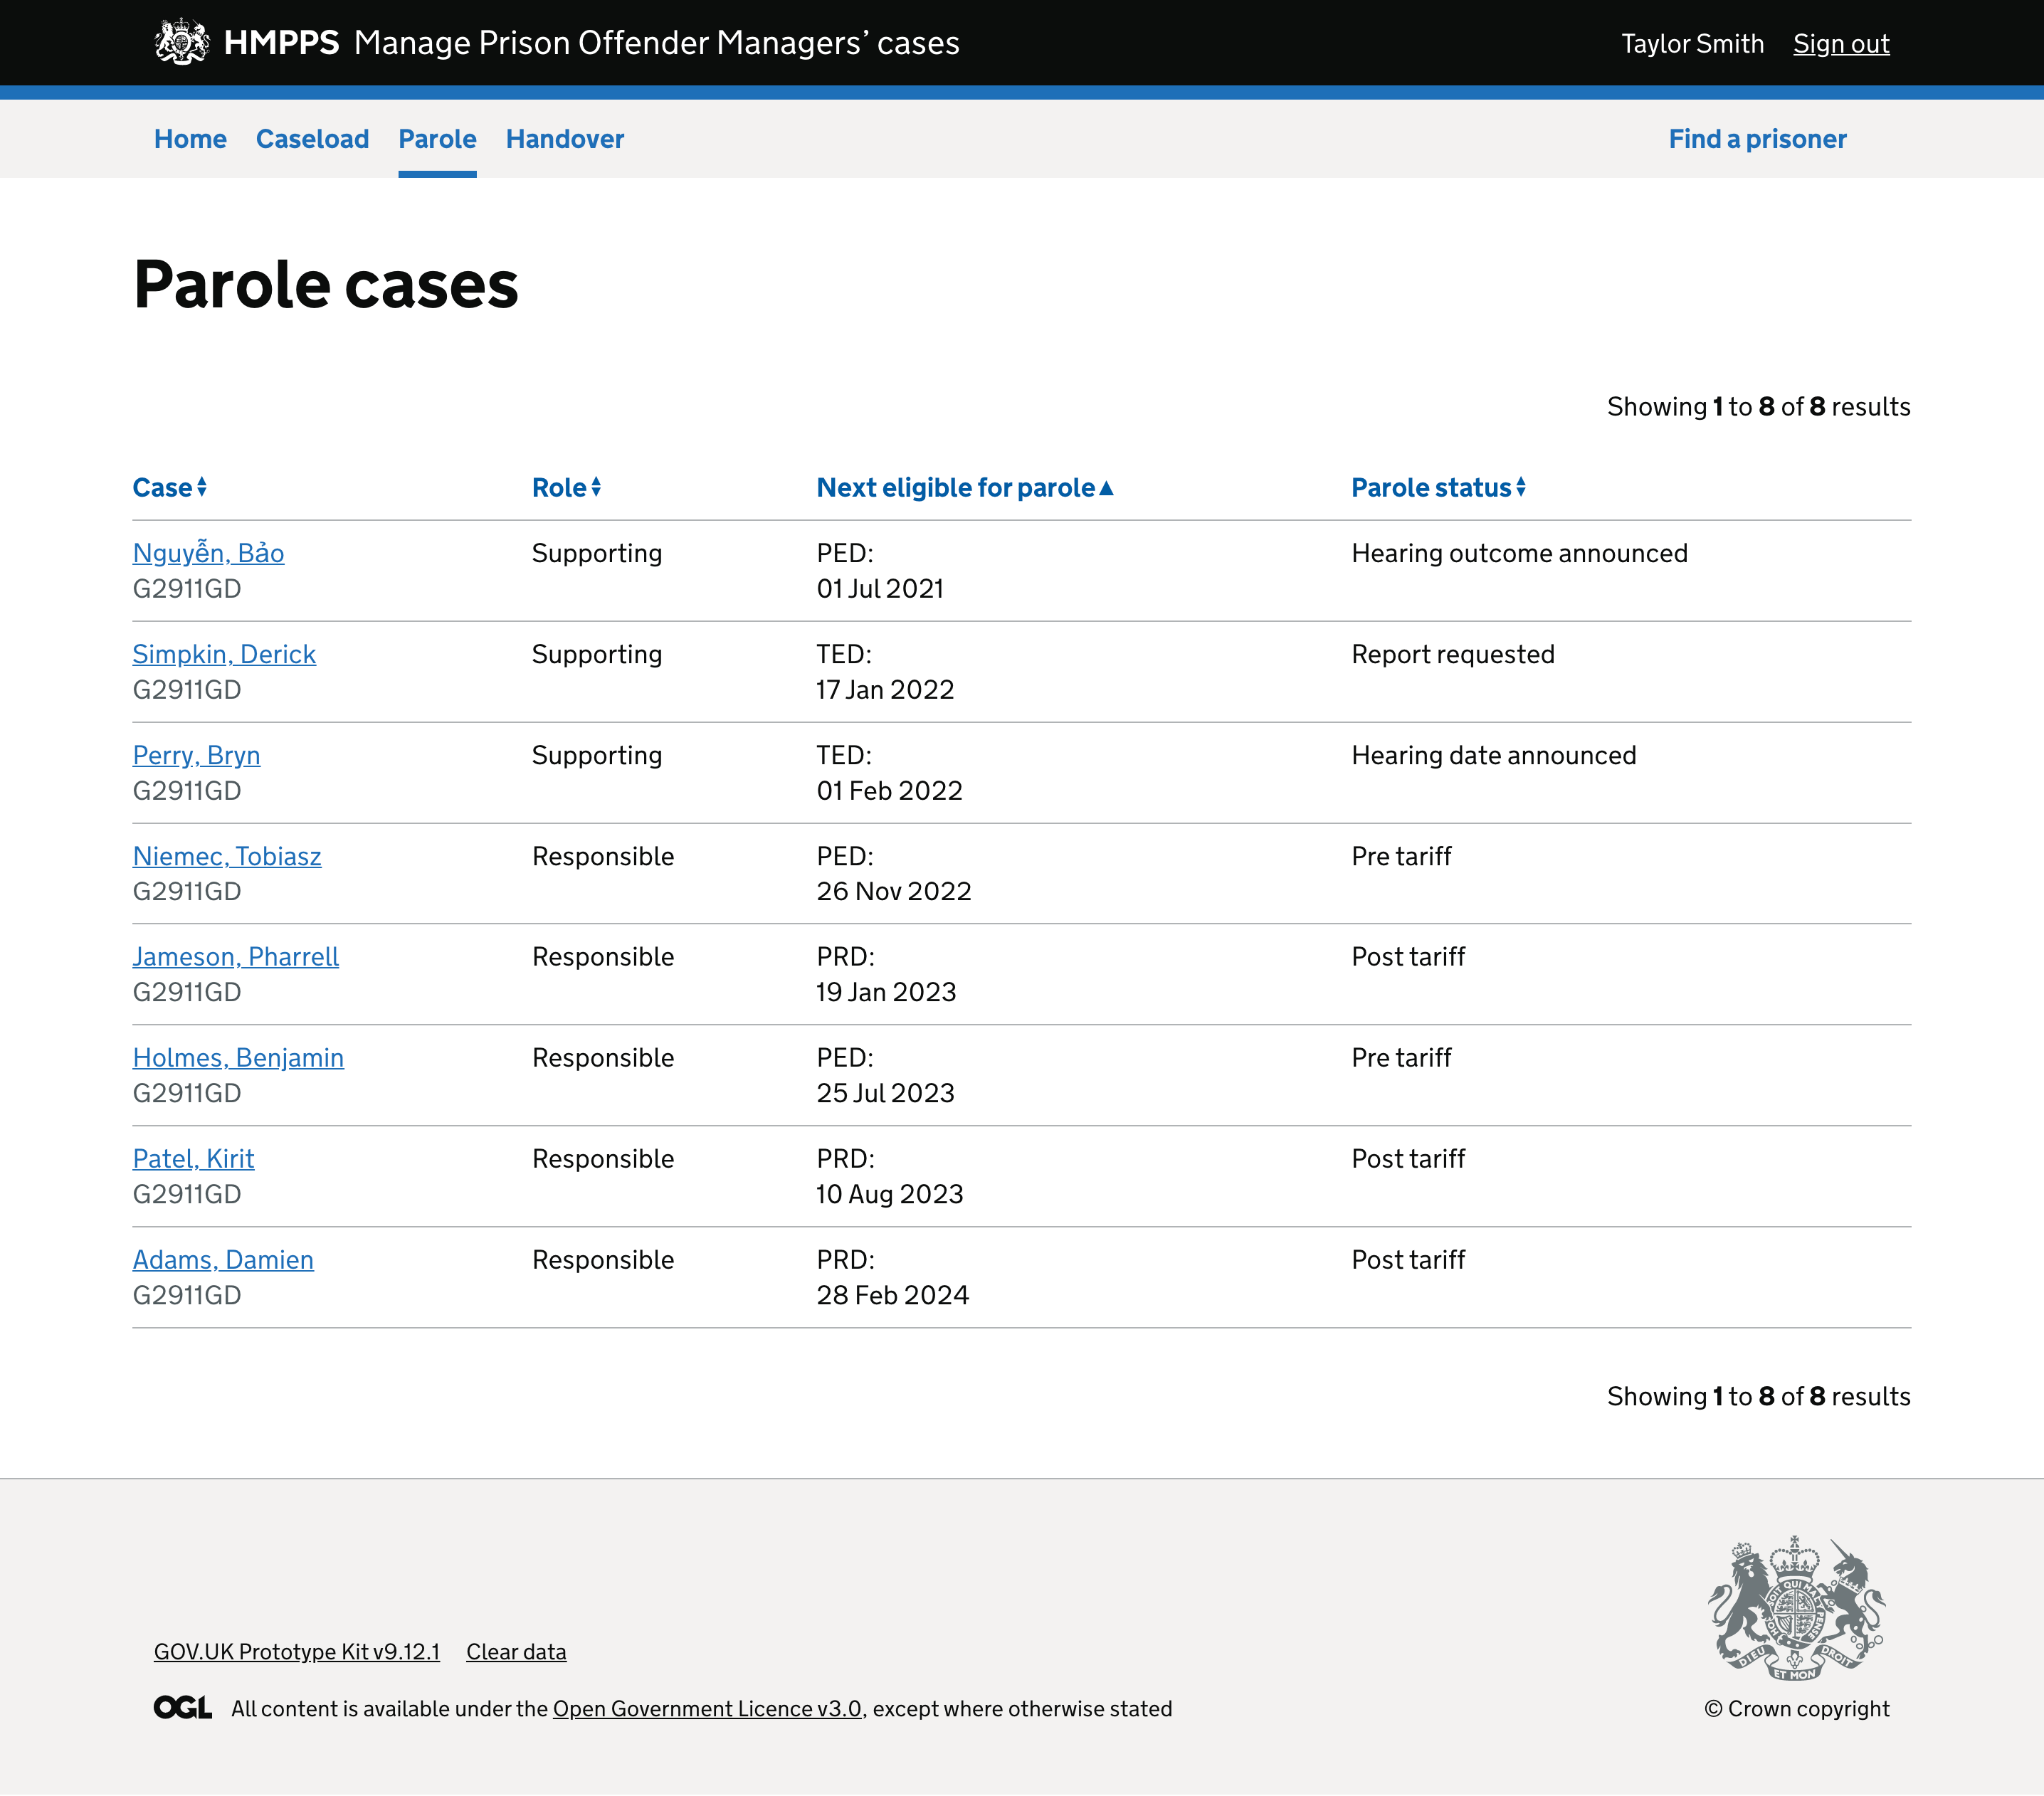 HMPPS Manage Prison Offender Managers’ cases Taylor Smith Sign out
Home Caseload Parole Handover Find a prisoner
Parole cases
Showing 1 to 8 of 8 results
Case Role Next eligible for parole Parole status
Nguyễn, Bảo Supporting PED: Hearing outcome announced
G2911GD 01 Jul 2021
Simpkin, Derick Supporting TED: Report requested
G2911GD 17 Jan 2022
Perry, Bryn Supporting TED: Hearing date announced
G2911GD 01 Feb 2022
Niemec, Tobiasz Responsible PED: Pre tariff
G2911GD 26 Nov 2022
Jameson, Pharrell Responsible PRD: Post tariff
G2911GD 19 Jan 2023
Holmes, Benjamin Responsible PED: Pre tariff
G2911GD 25 Jul 2023
Patel, Kirit Responsible PRD: Post tariff
G2911GD 10 Aug 2023
Adams, Damien Responsible PRD: Post tariff
G2911GD 28 Feb 2024
Showing 1 to 8 of 8 results
GOV.UK Prototype Kit v9.12.1 Clear data
DIEU ET MON DROIT
OGL All content is available under the Open Government Licence v3.0, except where otherwise stated © Crown copyright